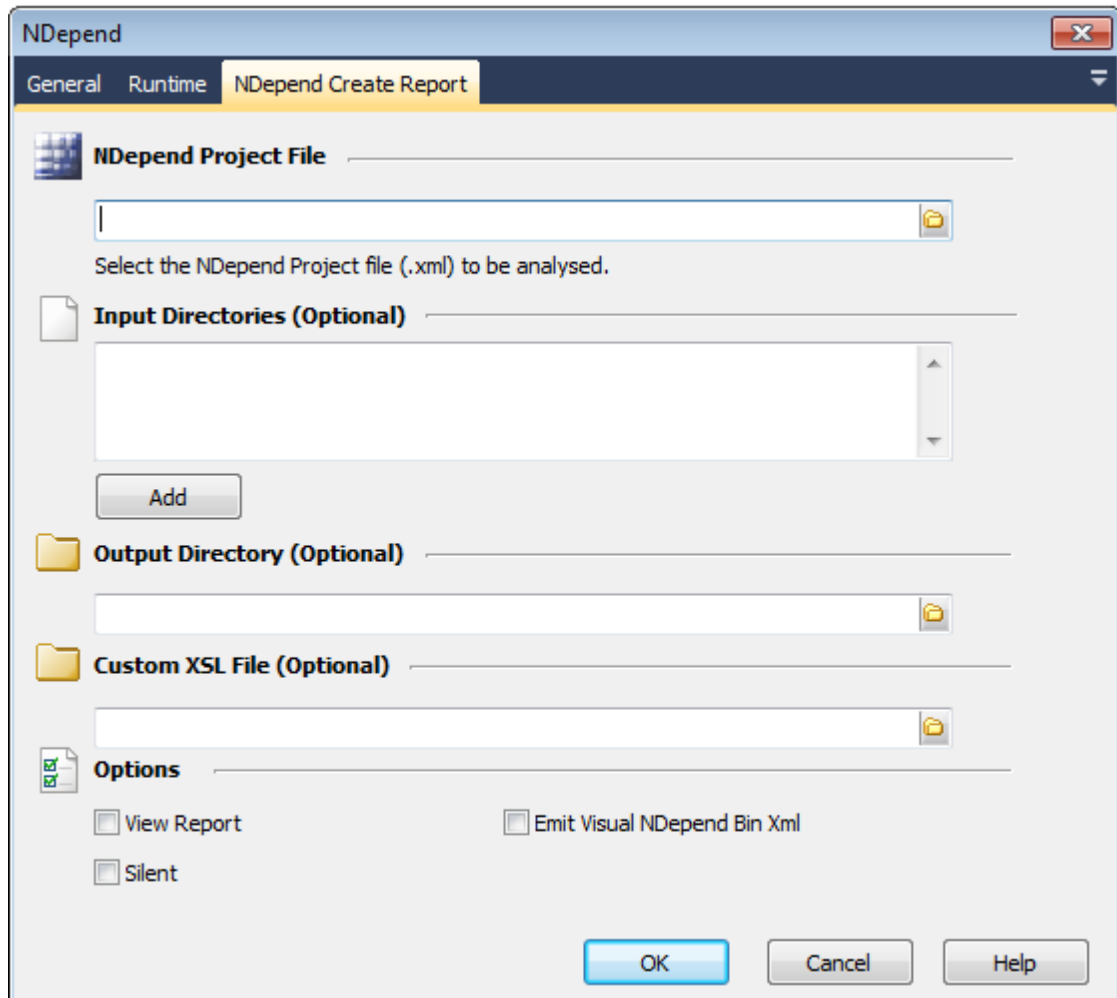 NDepend
General Runtime NDepend Create Report
NDepend Project File
Select the NDepend Project file (.xml) to be analysed.
Input Directories (Optional)
Add
Output Directory (Optional)
Custom XSL File (Optional)
Options
View Report Emit Visual NDepend Bin Xml
Silent
OK Cancel Help